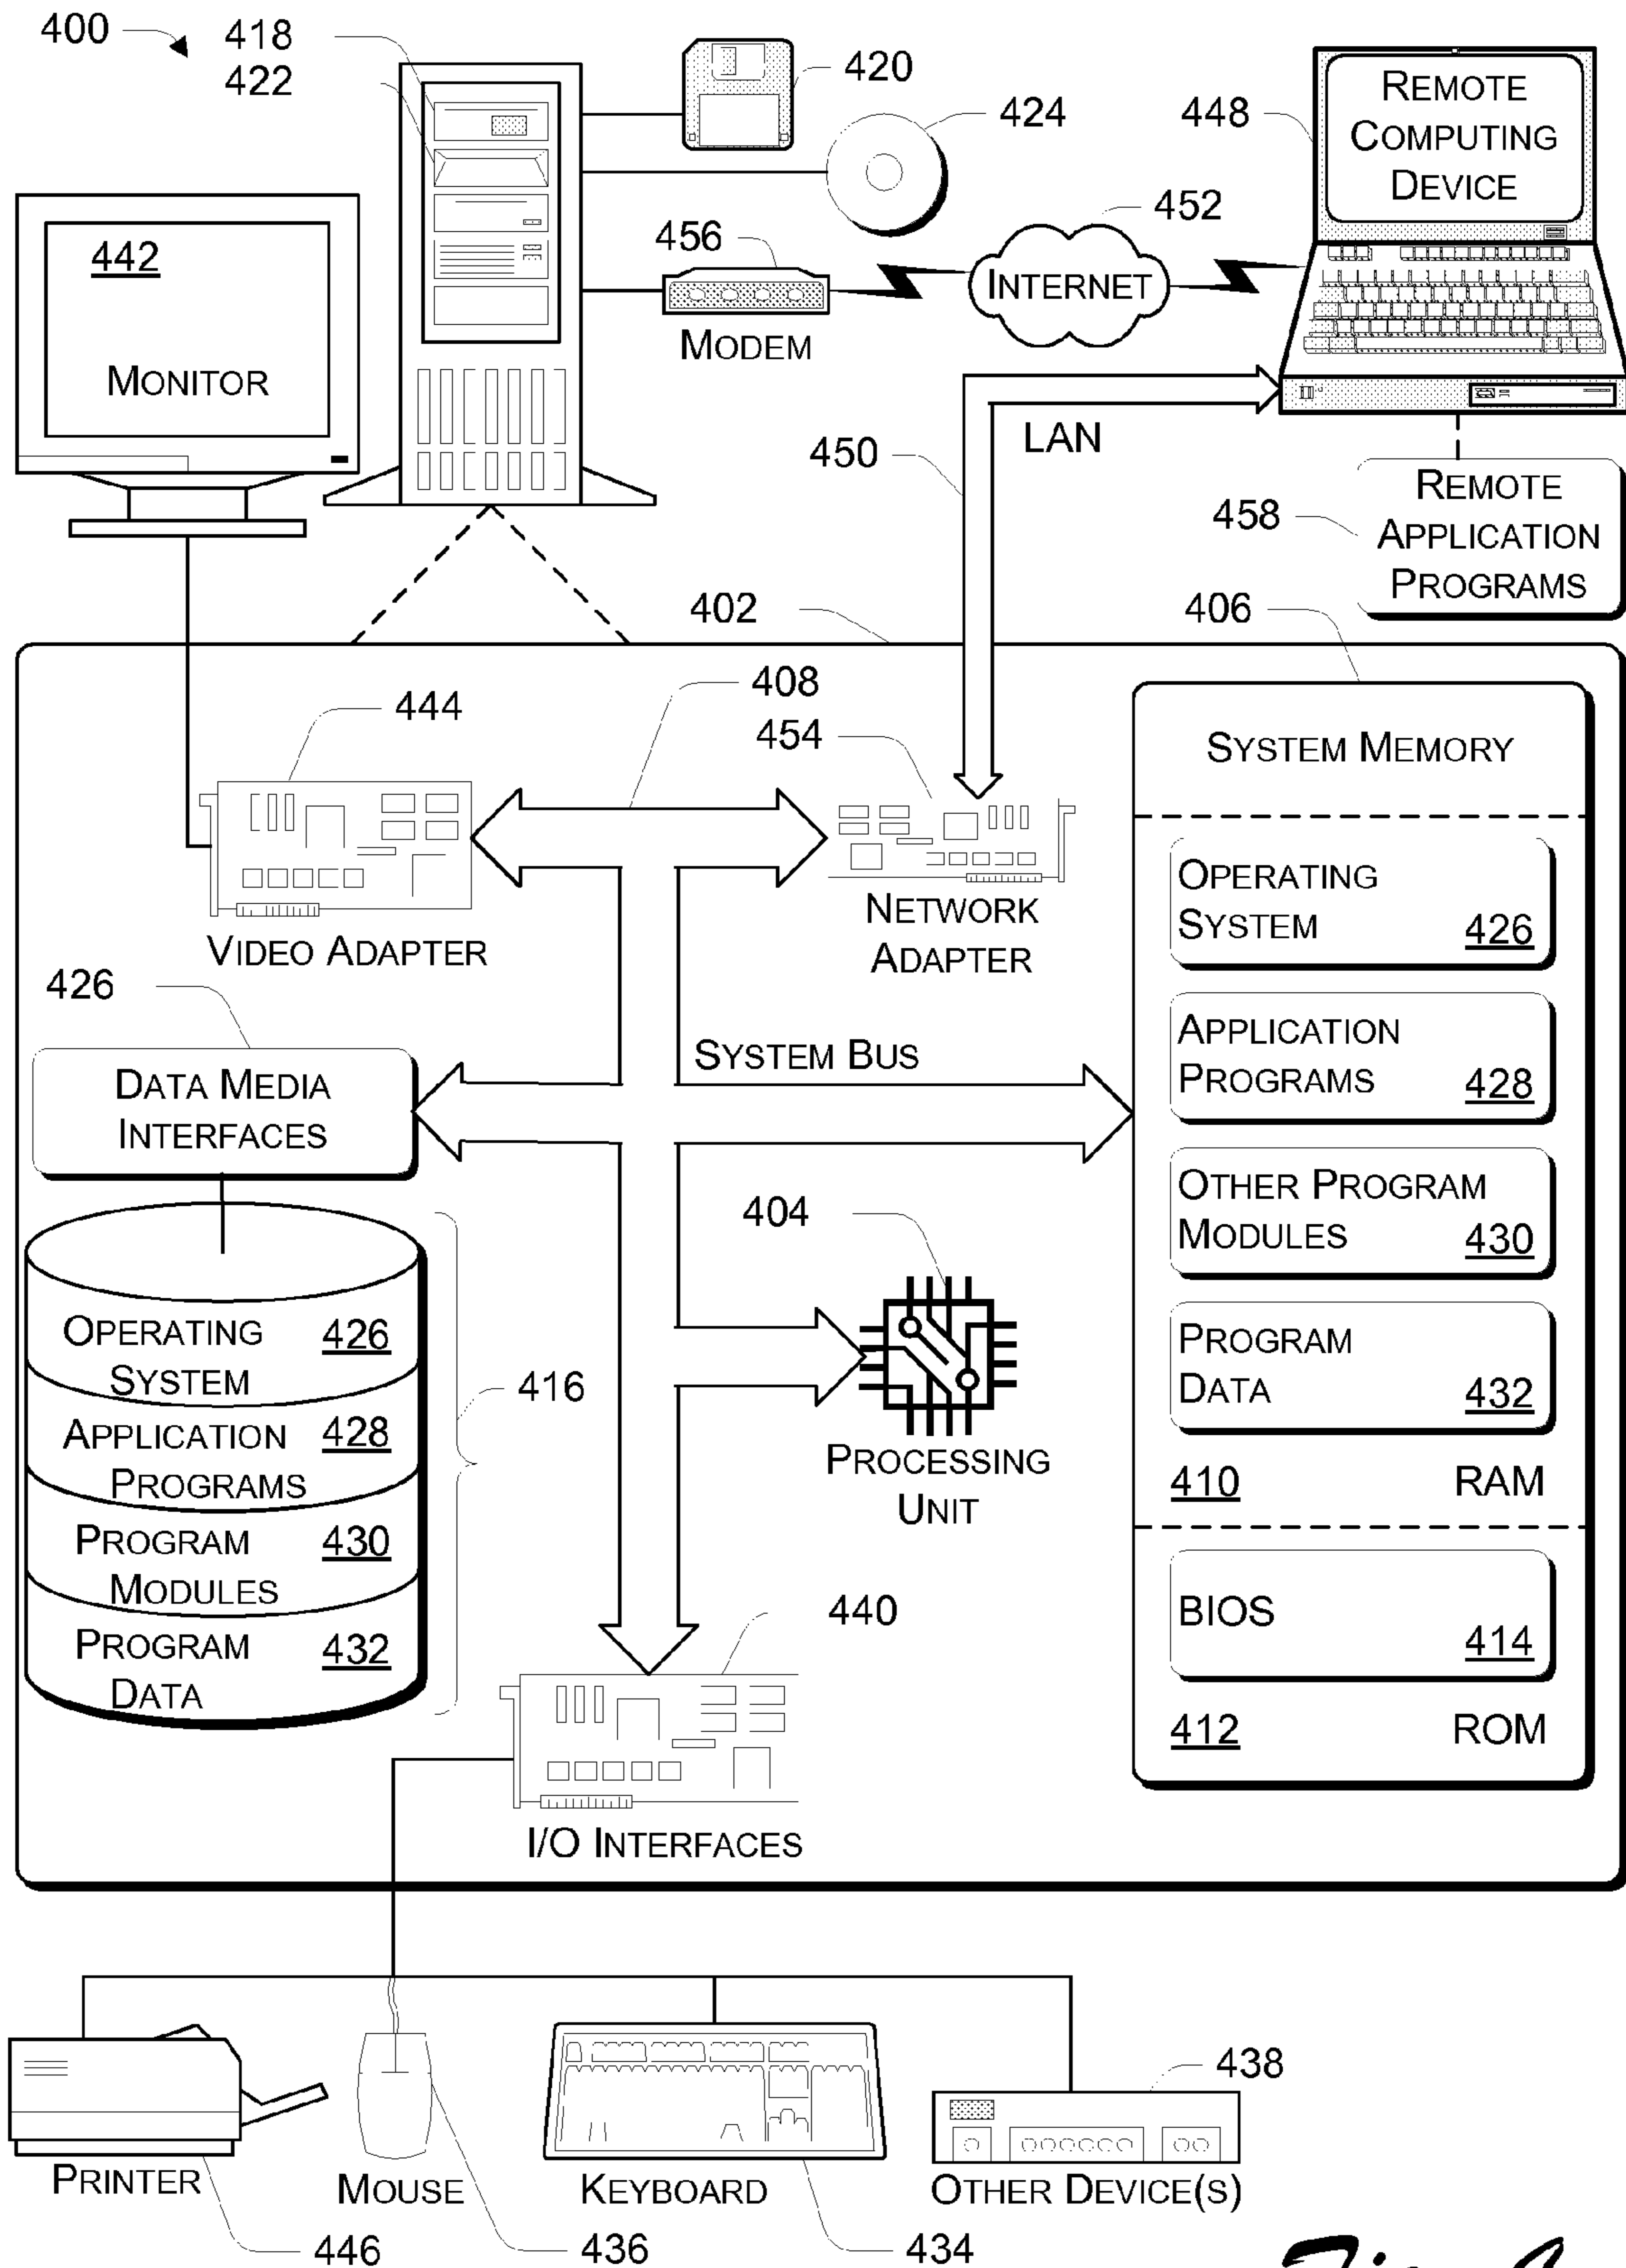 400
418
422
420
424
448
REMOTE
COMPUTING
DEVICE
452
456
442
INTERNET
MODEM
MONITOR
LAN
450
REMOTE
APPLICATION
PROGRAMS
458
402
406
408
444
454
SYSTEM MEMORY
OPERATING
SYSTEM 426
NETWORK
ADAPTER
VIDEO ADAPTER
426
APPLICATION
PROGRAMS 428
SYSTEM BUS
DATA MEDIA
INTERFACES
OTHER PROGRAM
MODULES 430
404
PROGRAM
DATA 432
OPERATING 426
SYSTEM
416
APPLICATION 428
PROGRAMS
PROCESSING
UNIT
410 RAM
PROGRAM 430
MODULES
440
BIOS
414
PROGRAM 432
DATA
412 ROM
I/O INTERFACES
438
PRINTER
MOUSE
KEYBOARD
OTHER DEVICE(S)
446
436
434